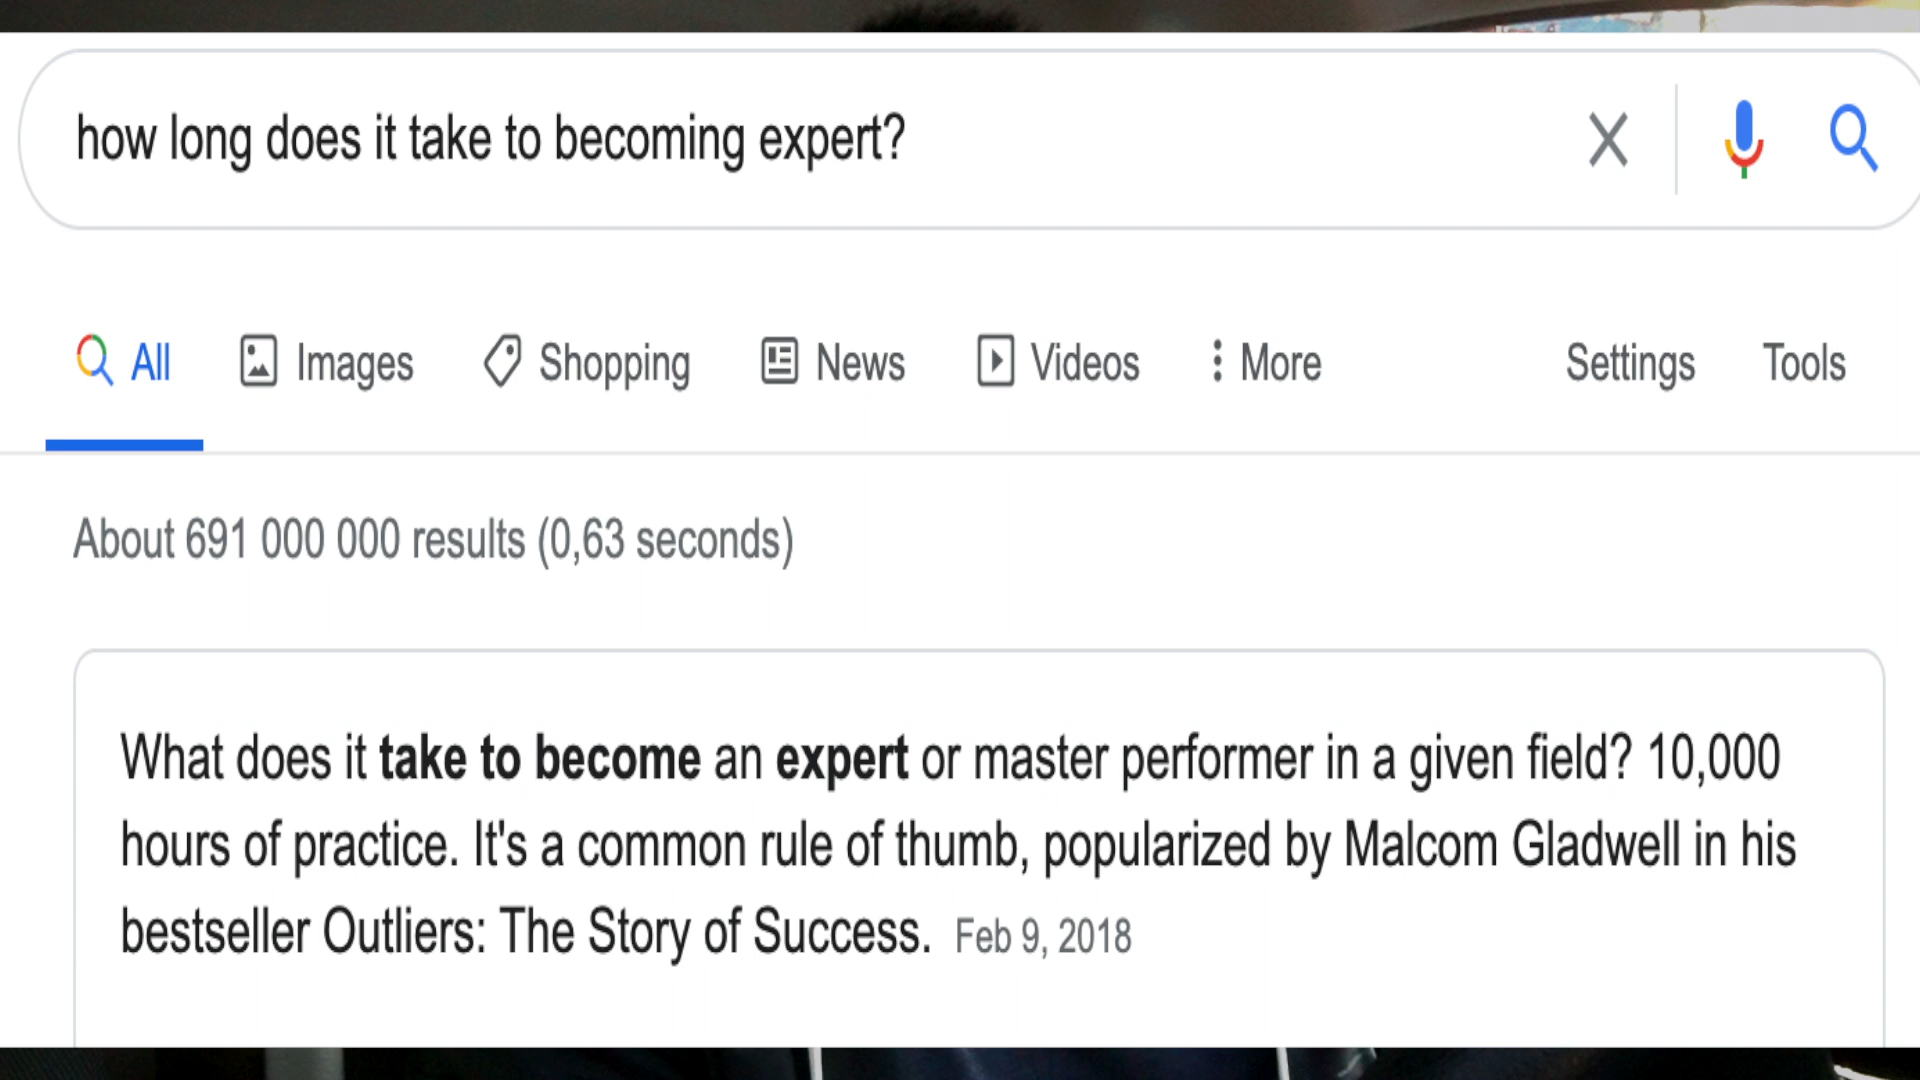 how long does it take to becoming expert?
All Images Shopping News Videos More Settings Tools
About 691 000 000 results (0,63 seconds)
What does it take to become an expert or master performer in a given field? 10,000
hours of practice. It's a common rule of thumb, popularized by Malcom Gladwell in his
bestseller Outliers: The Story of Success. Feb 9, 2018